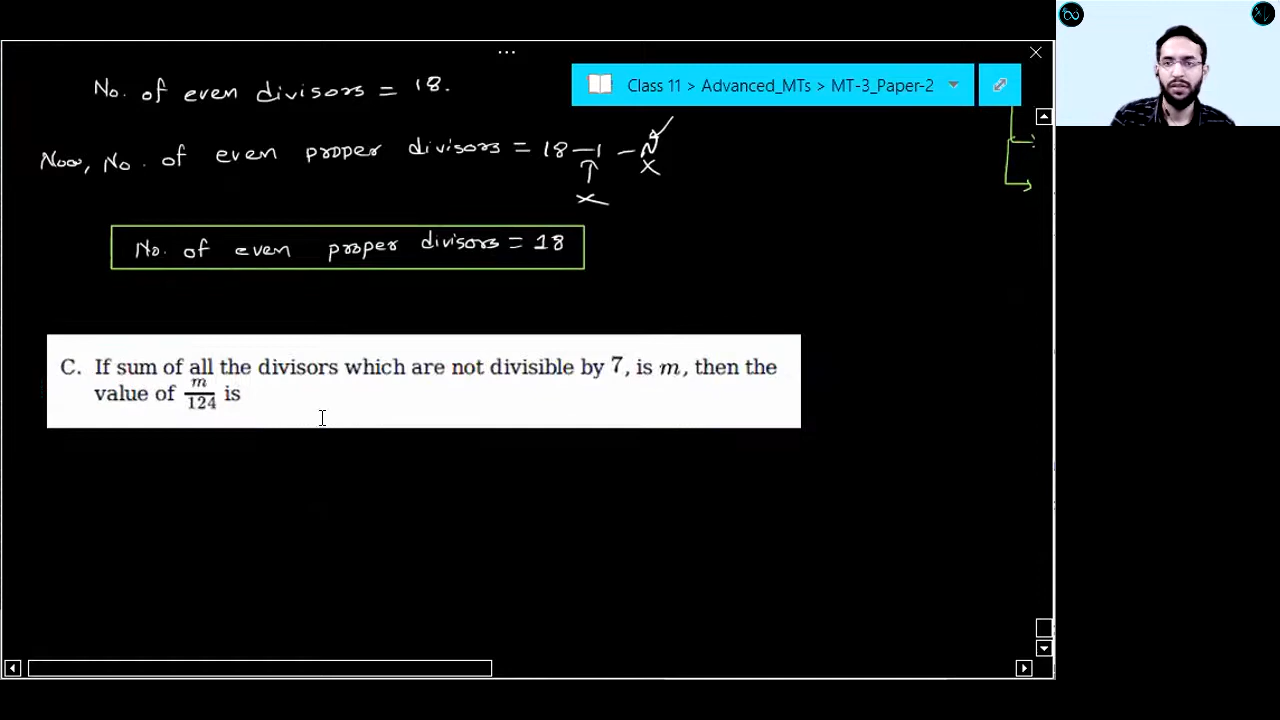 No. of even divisors = 18.
Class 11 > Advanced_MTs > MT-3_Paper-2
Now, No. of even proper divisors = 18 - 1 - N
x
x
No. of even proper divisors = 18
C. If sum of all the divisors which are not divisible by 7, is m, then the
value of m/124 is